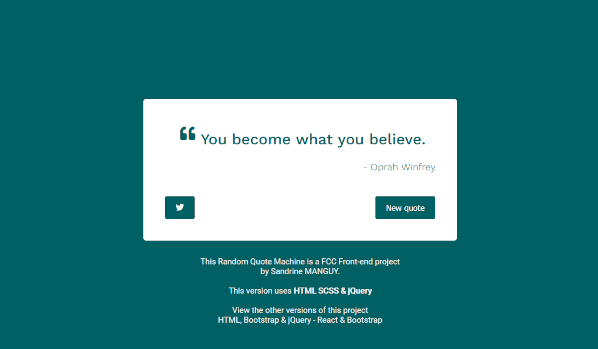 ❝ You become what you believe.
- Oprah Winfrey
New quote
This Random Quote Machine is a FCC Front-end project
by Sandrine MANGUY.
This version uses HTML SCSS & jQuery
View the other versions of this project
HTML, Bootstrap & jQuery - React & Bootstrap